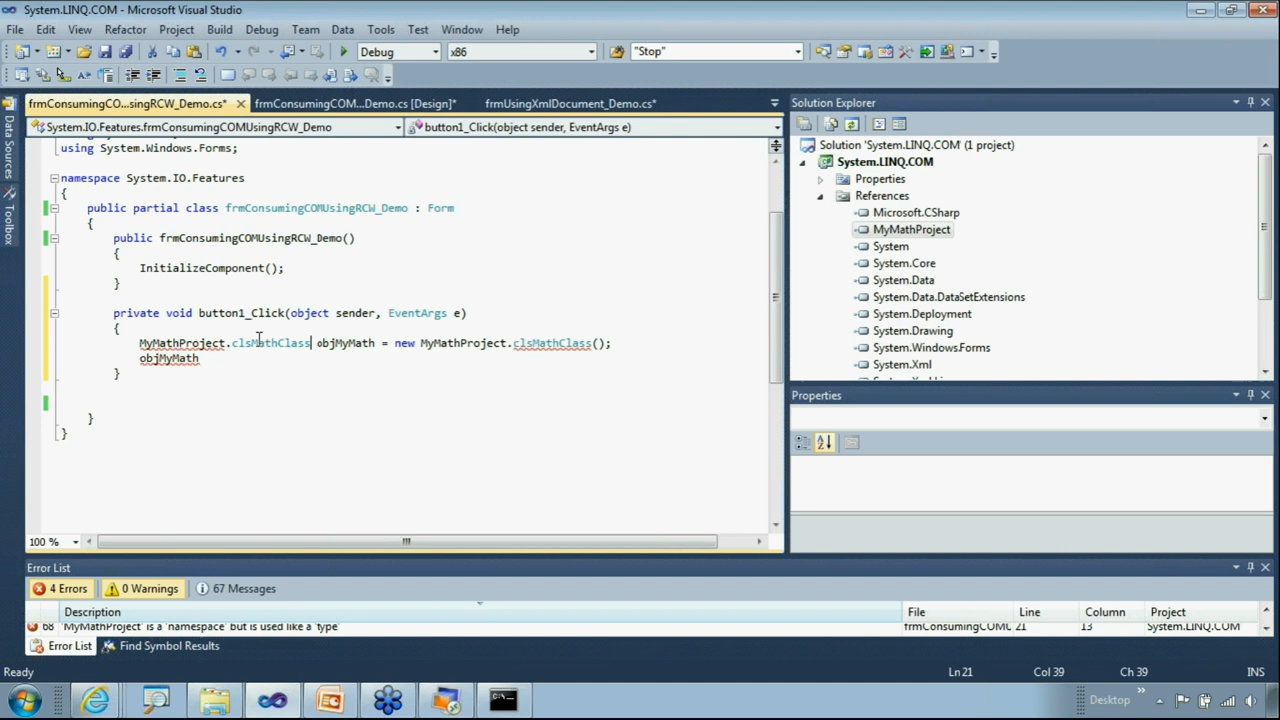 System.LINQ.COM - Microsoft Visual Studio
File Edit View Refactor Project Build Debug Team Data Tools Test Window Help
Debug x86 "Stop"
frmConsumingCO...singRCW_Demo.cs* frmConsumingCOM...Demo.cs [Design]* frmUsingXmlDocument_Demo.cs*
System.IO.Features.frmConsumingCOMUsingRCW_Demo button1_Click(object sender, EventArgs e)
Data Sources
Toolbox
using System.Windows.Forms;
namespace System.IO.Features
{
public partial class frmConsumingCOMUsingRCW_Demo : Form
{
public frmConsumingCOMUsingRCW_Demo()
{
InitializeComponent();
}
private void button1_Click(object sender, EventArgs e)
{
MyMathProject.clsMathClass objMyMath = new MyMathProject.clsMathClass();
objMyMath
}
}
}
100 %
Solution Explorer
Solution 'System.LINQ.COM' (1 project)
System.LINQ.COM
Properties
References
Microsoft.CSharp
MyMathProject
System
System.Core
System.Data
System.Data.DataSetExtensions
System.Deployment
System.Drawing
System.Windows.Forms
System.Xml
Properties
Error List
4 Errors 0 Warnings 67 Messages
Description File Line Column Project
68 'MyMathProject' is a 'namespace' but is used like a 'type' frmConsumingCOMU 21 13 System.LINQ.COM
Error List Find Symbol Results
Ready Ln 21 Col 39 Ch 39 INS
Desktop